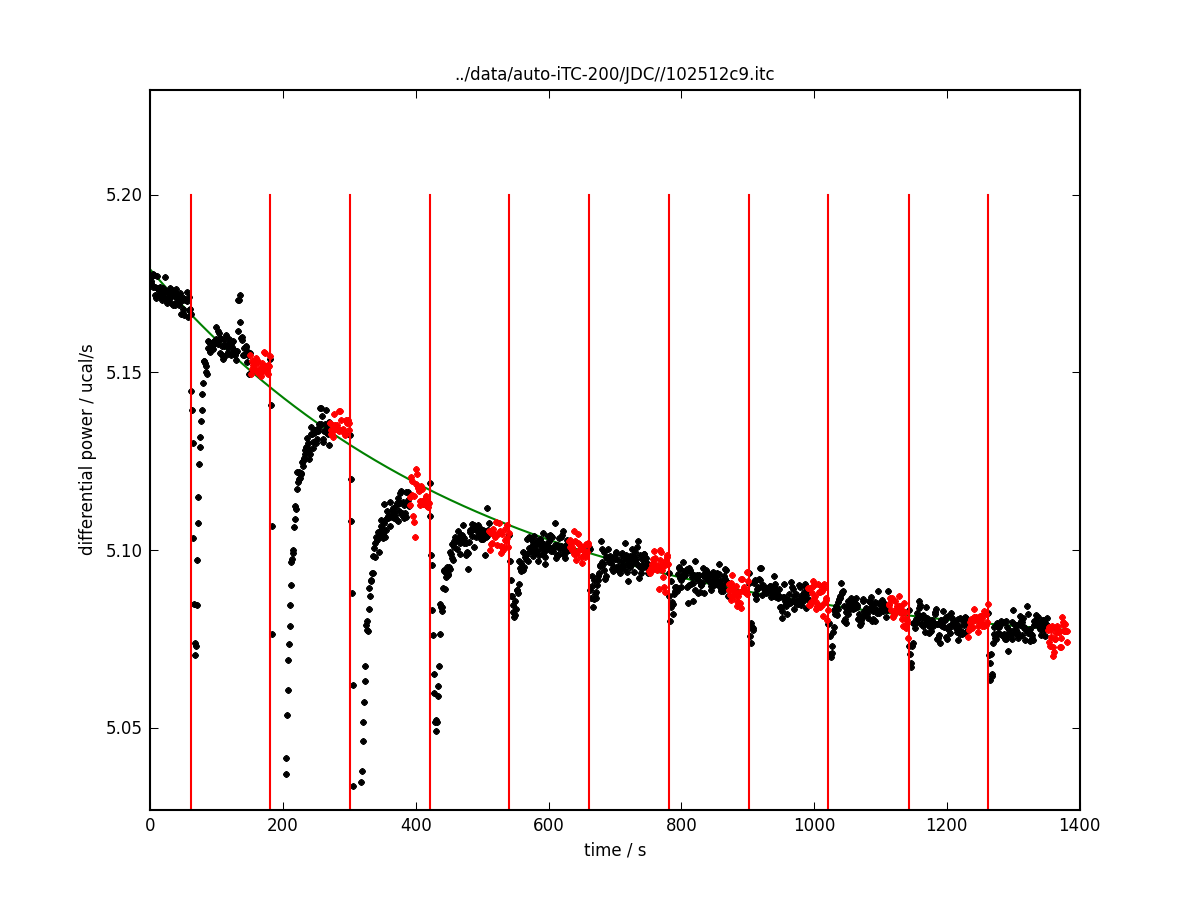 ../data/auto-iTC-200/JDC//102512c9.itc
differential power / ucal/s
5.20
5.15
5.10
5.05
0 200 400 600 800 1000 1200 1400
time / s